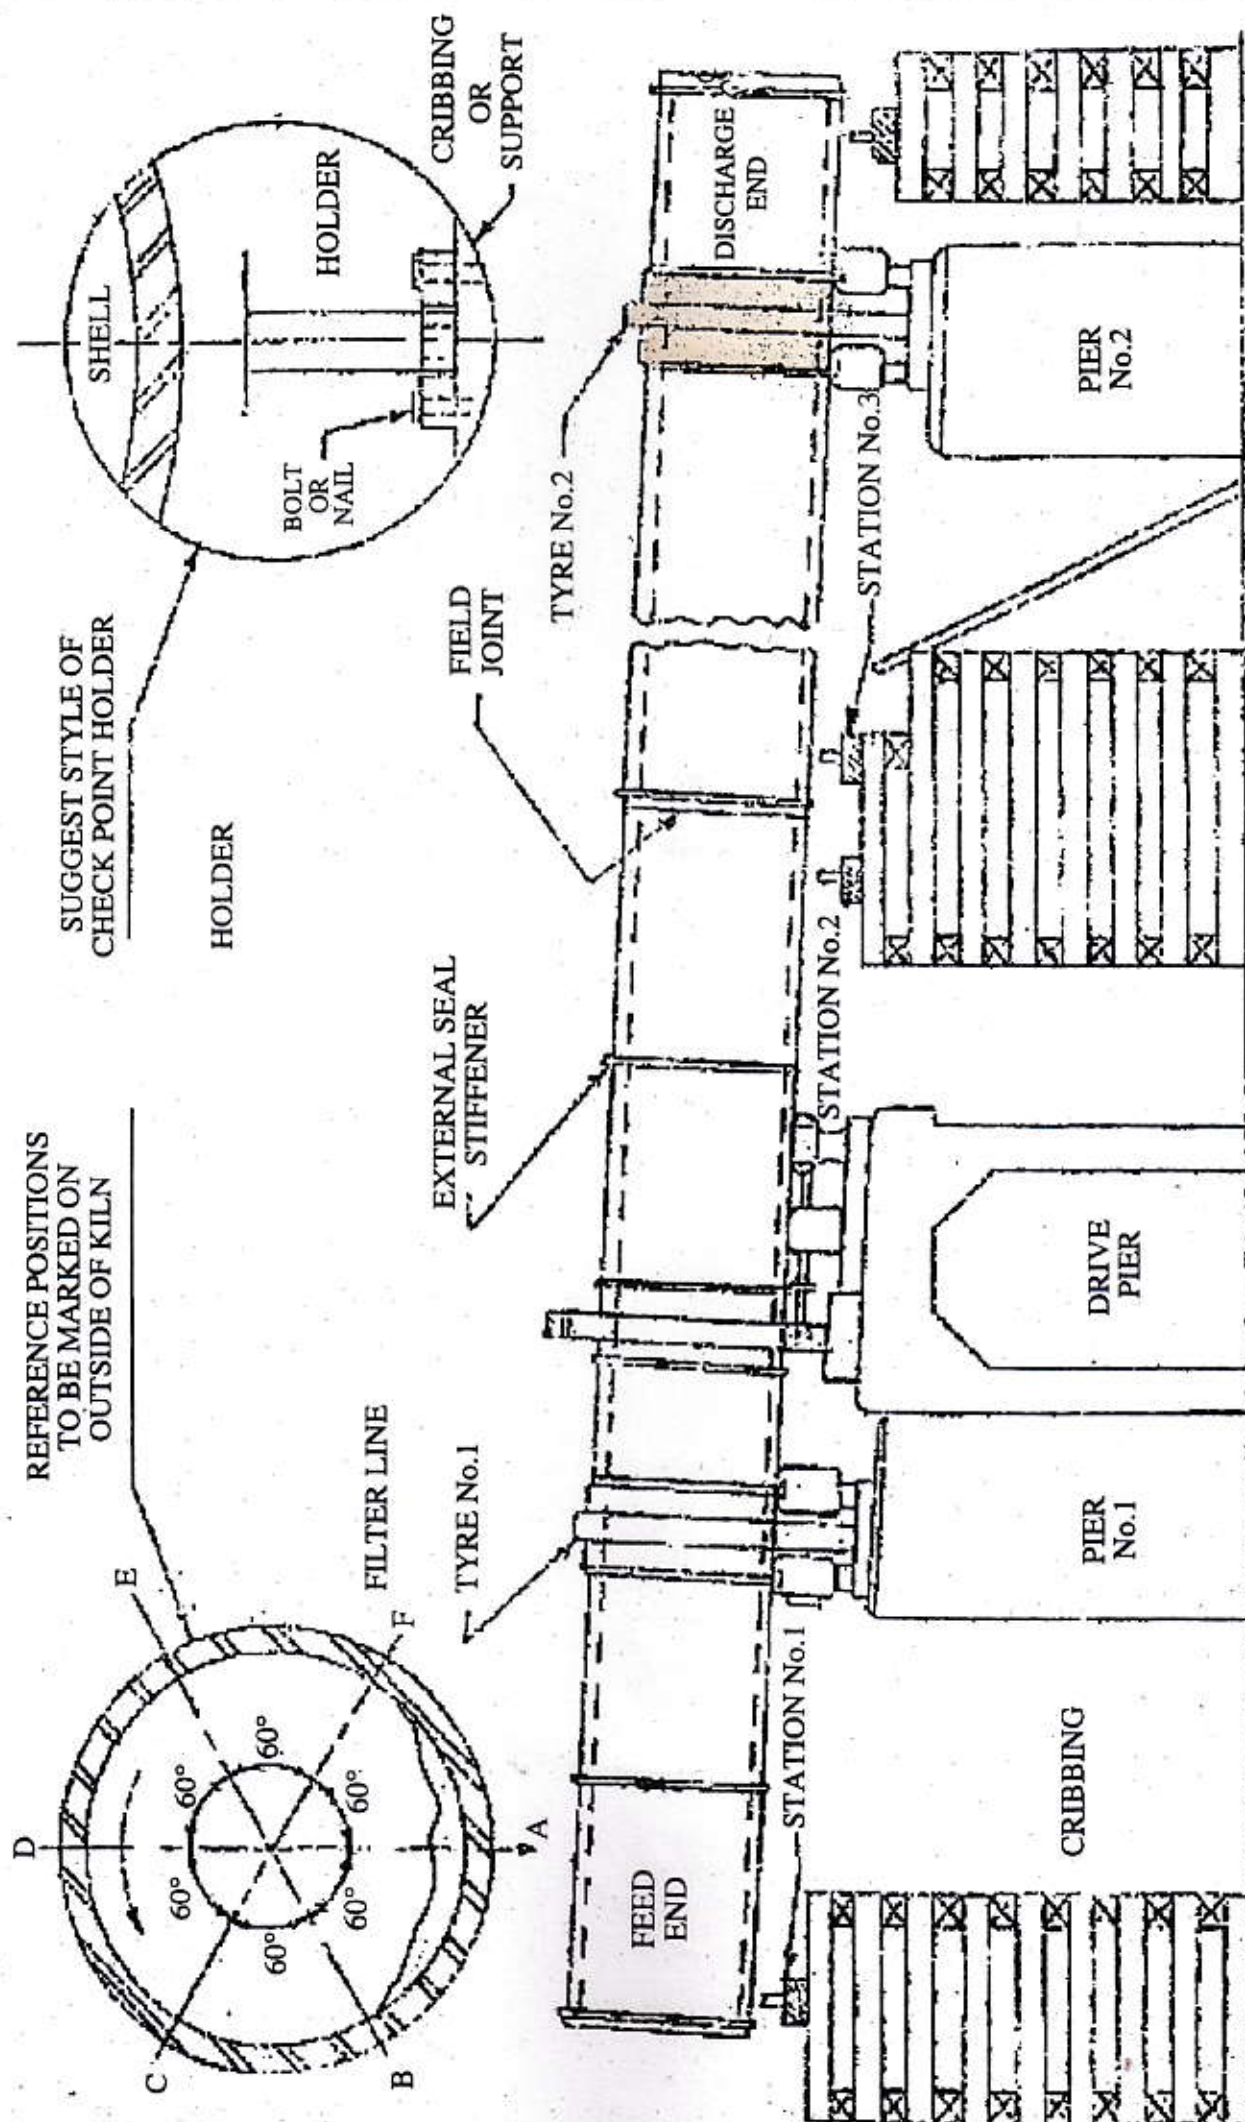 REFERENCE POSITIONS
TO BE MARKED ON
OUTSIDE OF KILN
D
E
C
F
B
A
60°
60°
60°
60°
60°
60°
FILTER LINE
SUGGEST STYLE OF
CHECK POINT HOLDER
HOLDER
SHELL
HOLDER
BOLT
OR
NAIL
CRIBBING
OR
SUPPORT
TYRE No.1
EXTERNAL SEAL
STIFFENER
FIELD
JOINT
TYRE No.2
FEED
END
DISCHARGE
END
STATION No.1
STATION No.2
STATION No.3
CRIBBING
PIER
No.1
DRIVE
PIER
PIER
No.2